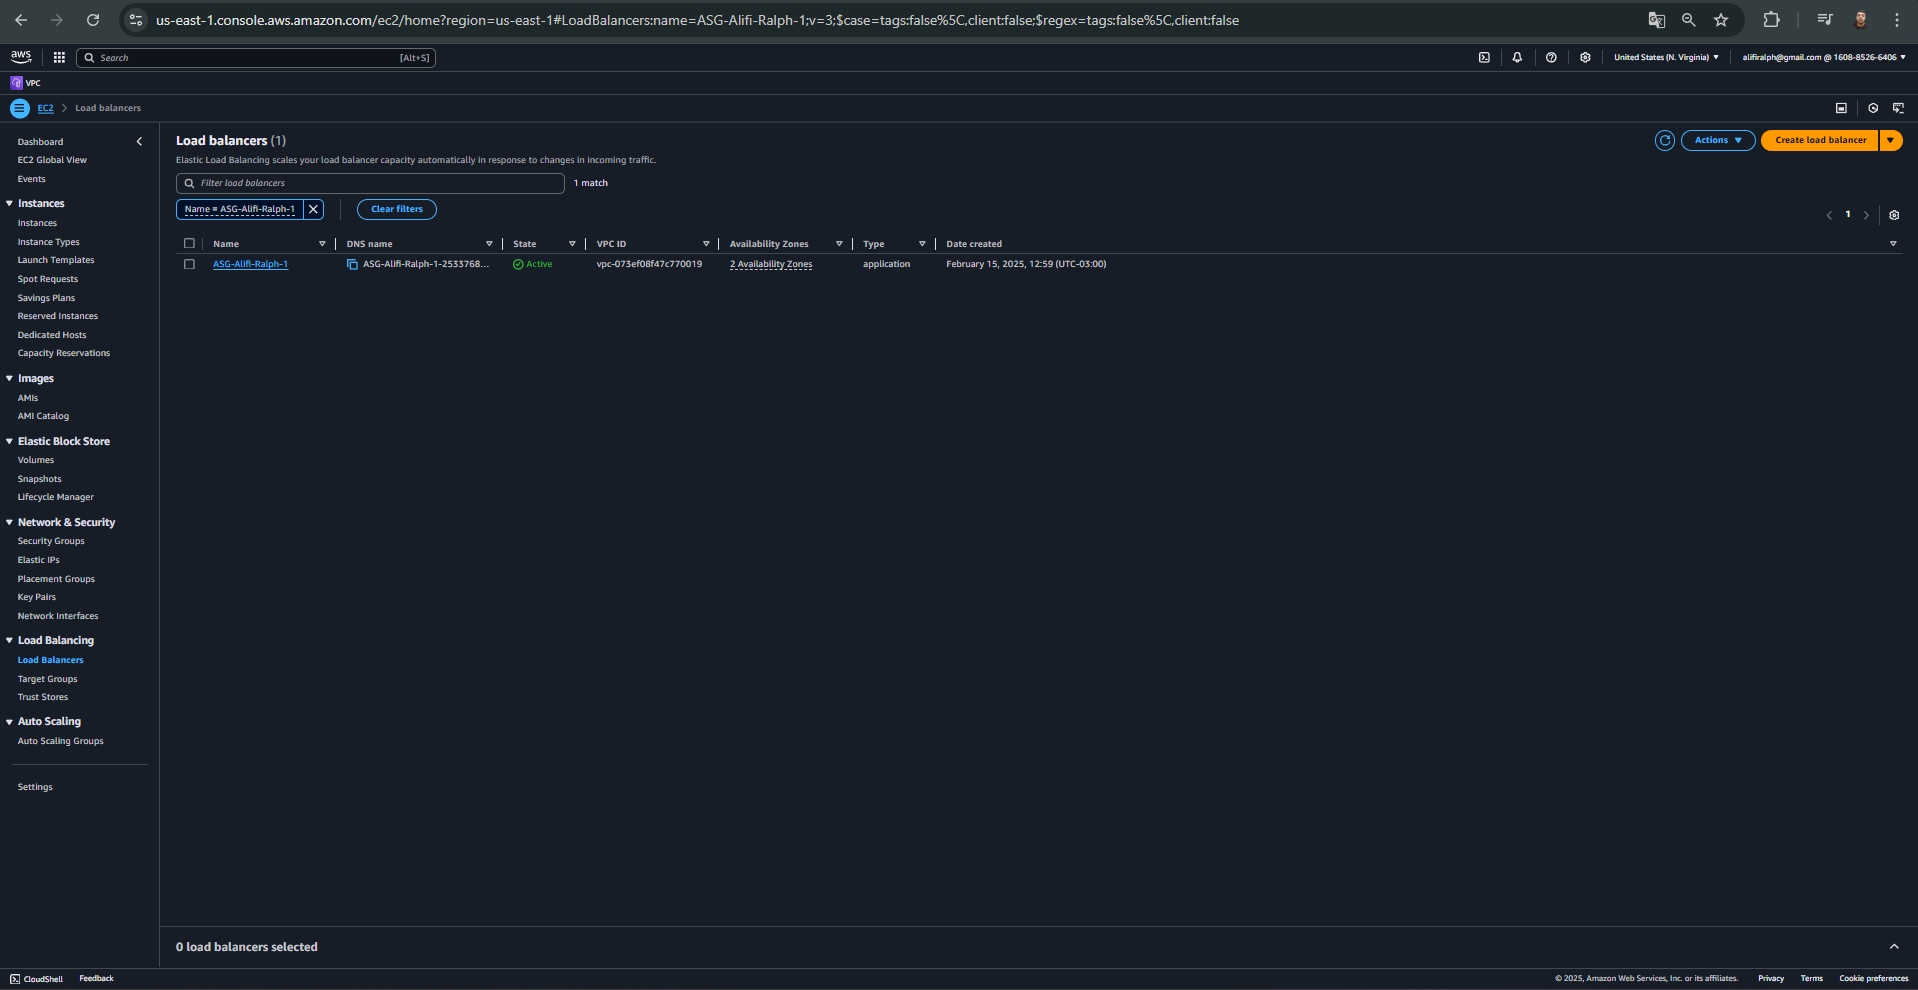 us-east-1.console.aws.amazon.com/ec2/home?region=us-east-1#LoadBalancers:name=ASG-Alifi-Ralph-1;v=3;$case=tags:false%5C,client:false;$regex=tags:false%5C,client:false
aws Search [Alt+S] United States (N. Virginia) alifiralph@gmail.com @ 1608-8526-6406
VPC
EC2 Load balancers
Dashboard
EC2 Global View
Events
Instances
Instances
Instance Types
Launch Templates
Spot Requests
Savings Plans
Reserved Instances
Dedicated Hosts
Capacity Reservations
Images
AMIs
AMI Catalog
Elastic Block Store
Volumes
Snapshots
Lifecycle Manager
Network & Security
Security Groups
Elastic IPs
Placement Groups
Key Pairs
Network Interfaces
Load Balancing
Load Balancers
Target Groups
Trust Stores
Auto Scaling
Auto Scaling Groups
Settings
Load balancers (1)
Actions
Create load balancer
Elastic Load Balancing scales your load balancer capacity automatically in response to changes in incoming traffic.
Filter load balancers 1 match
Name = ASG-Alifi-Ralph-1 Clear filters
1
Name DNS name State VPC ID Availability Zones Type Date created
ASG-Alifi-Ralph-1 ASG-Alifi-Ralph-1-2533768... Active vpc-073ef08f47c770019 2 Availability Zones application February 15, 2025, 12:59 (UTC-03:00)
0 load balancers selected
CloudShell Feedback © 2025, Amazon Web Services, Inc. or its affiliates. Privacy Terms Cookie preferences